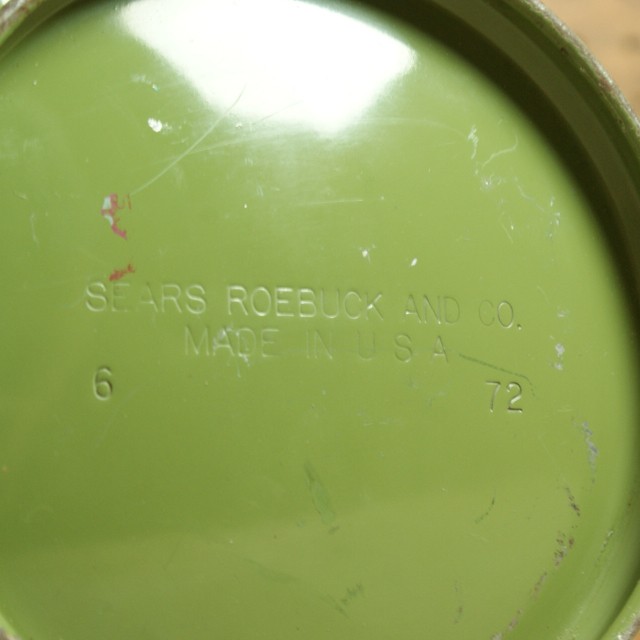 SEARS ROEBUCK AND CO.
MADE IN U S A
6 72